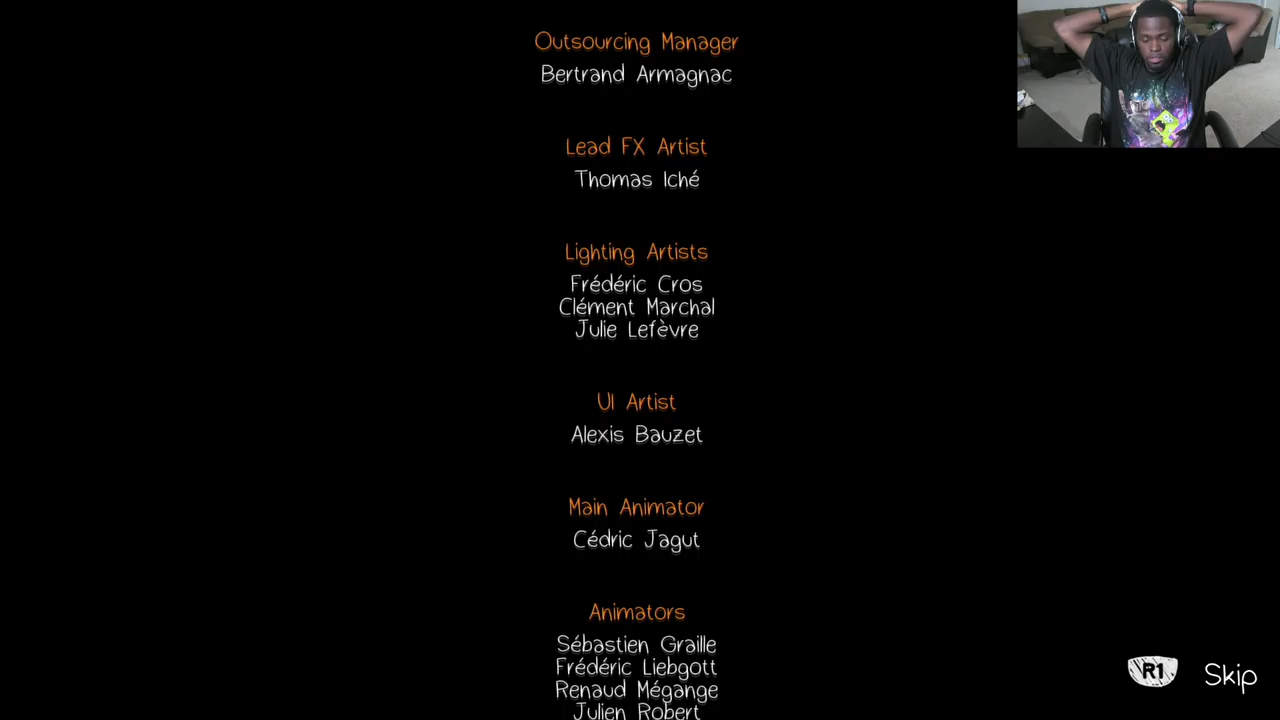 Outsourcing Manager
Bertrand Armagnac
Lead FX Artist
Thomas Iché
Lighting Artists
Frédéric Cros
Clément Marchal
Julie Lefèvre
UI Artist
Alexis Bauzet
Main Animator
Cédric Jagut
Animators
Sébastien Graille
Frédéric Liebgott
Renaud Mégange
Julien Robert
R1 Skip